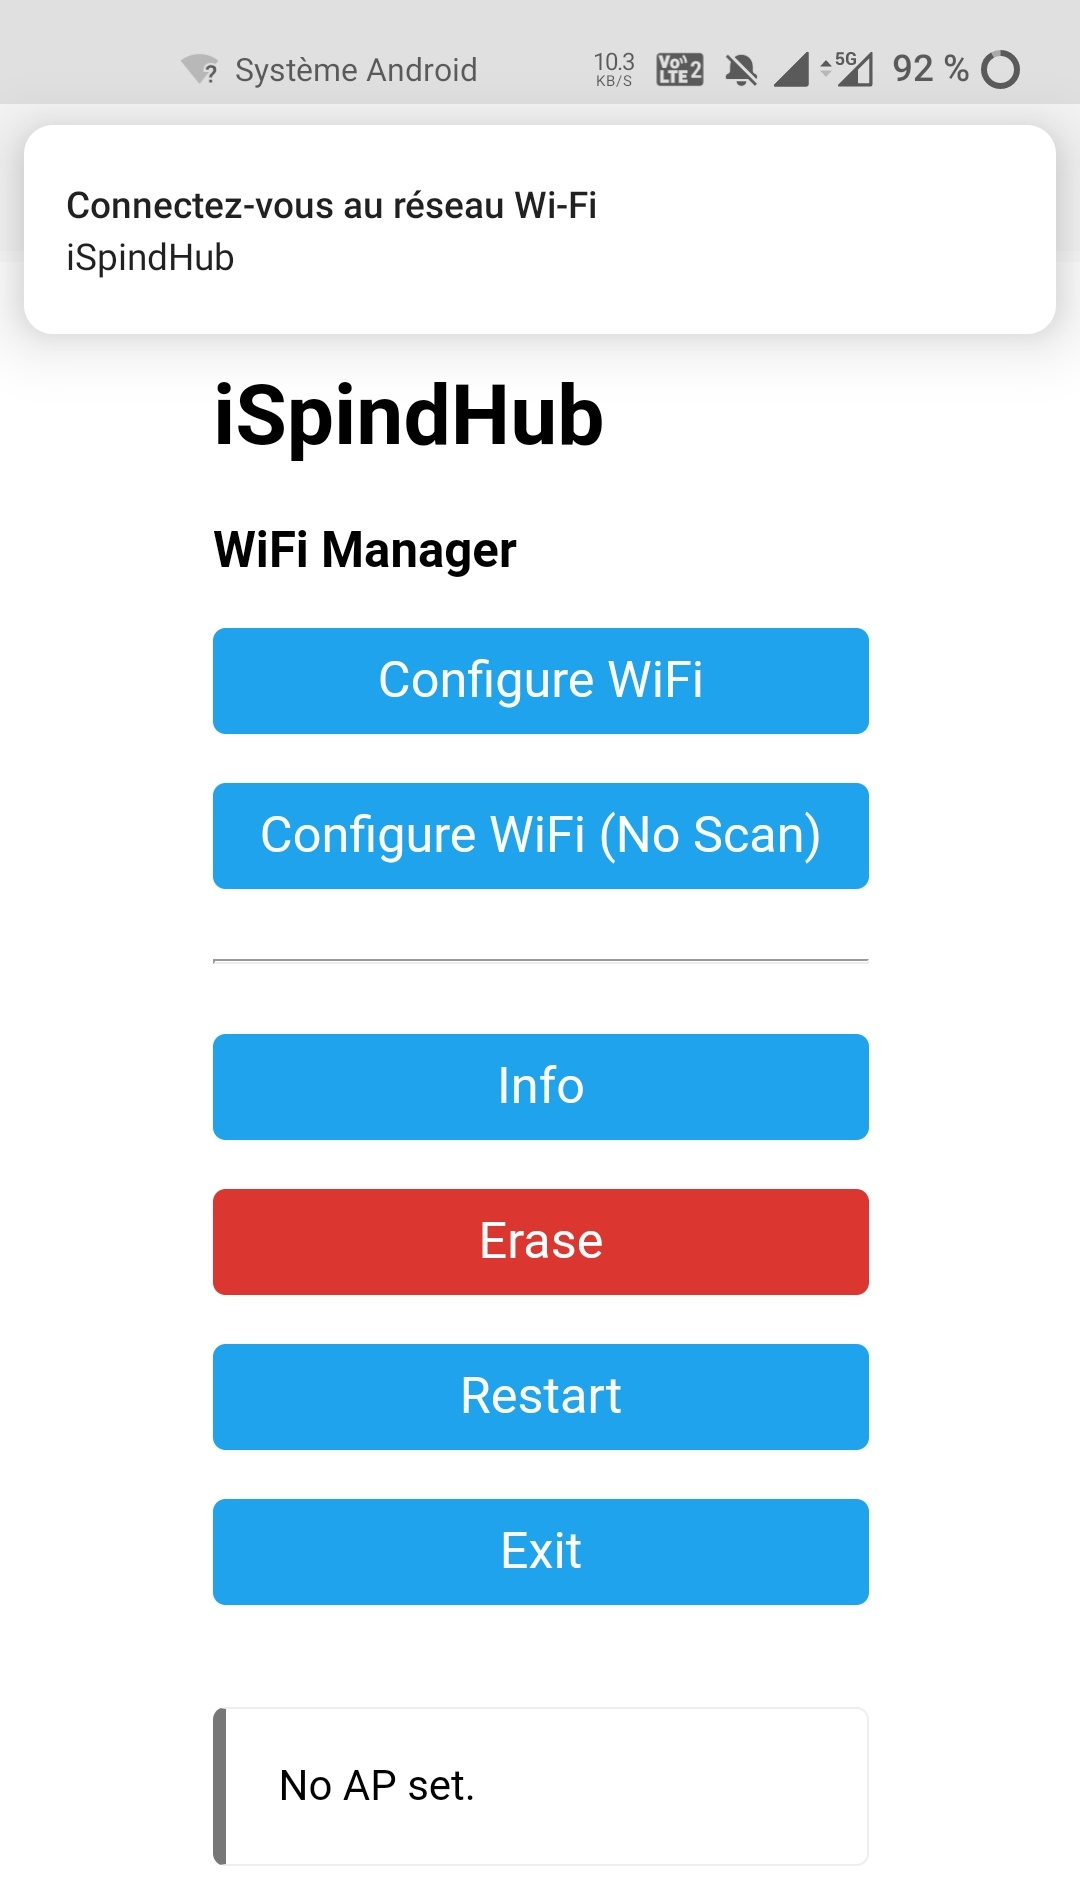 Système Android
10.3
KB/S
Vo))
LTE 2
5G
92 %
Connectez-vous au réseau Wi-Fi
iSpindHub
iSpindHub
WiFi Manager
Configure WiFi
Configure WiFi (No Scan)
Info
Erase
Restart
Exit
No AP set.